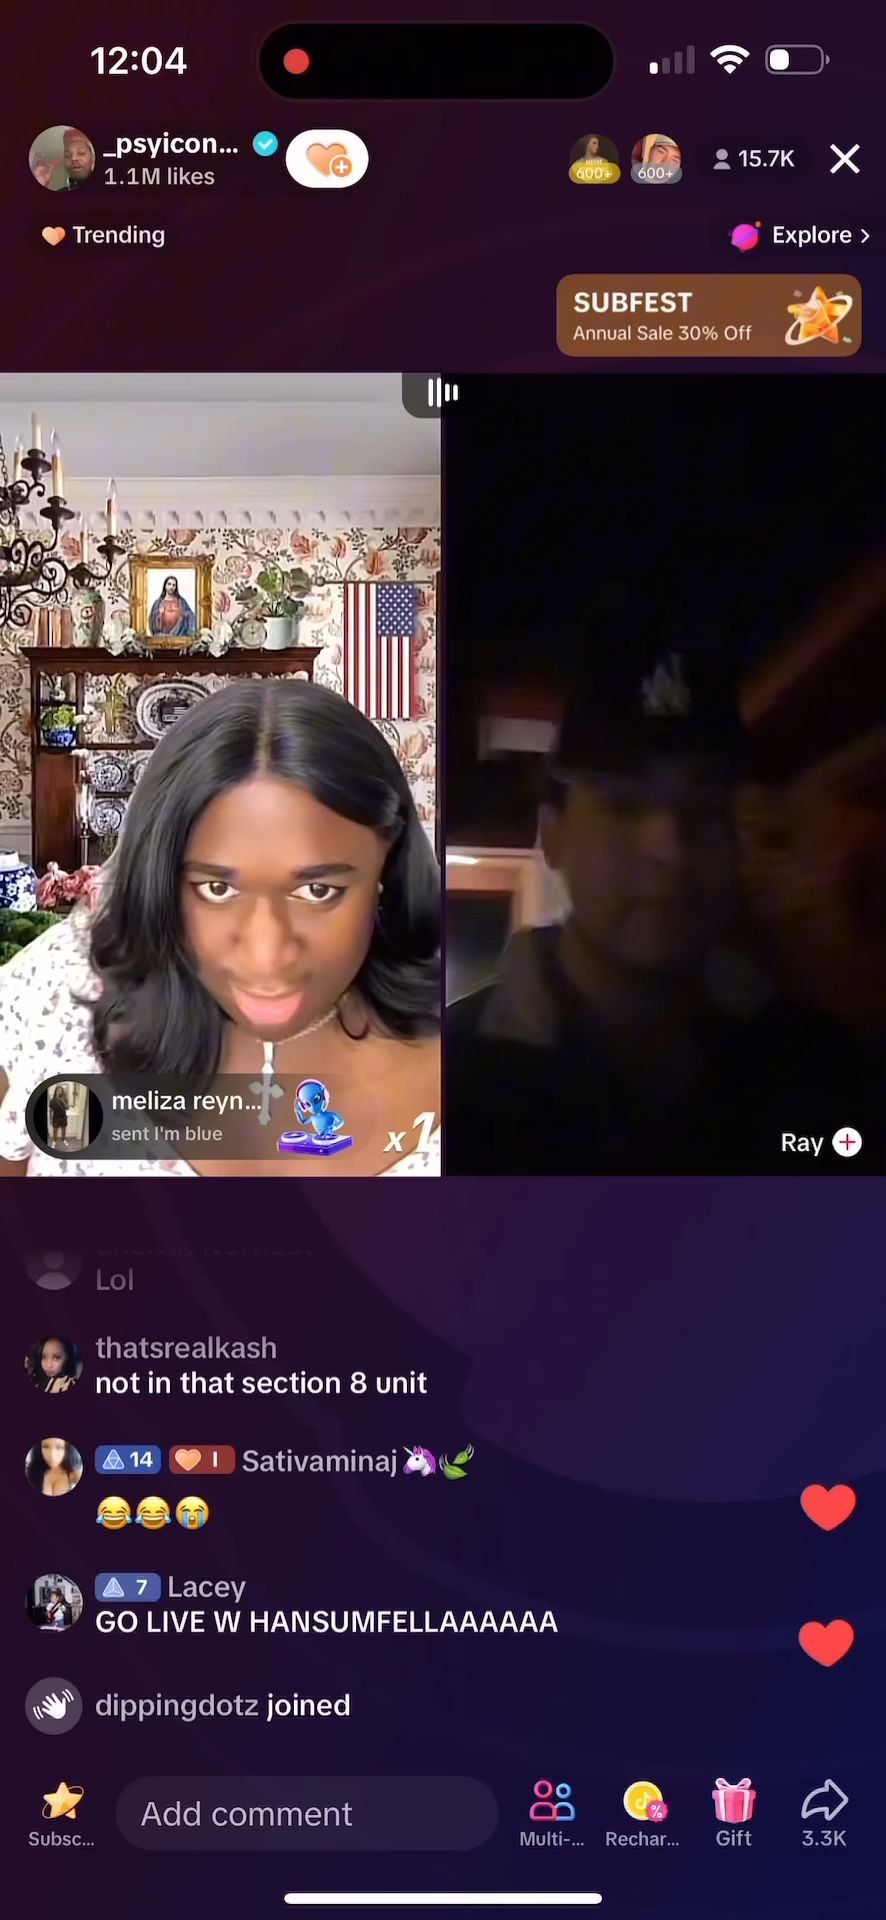 12:04
_psyicon...
1.1M likes
600+
600+
15.7K
Trending
Explore >
SUBFEST
Annual Sale 30% Off
meliza reyn...
sent I'm blue
x1
Ray
Lol
thatsrealkash
not in that section 8 unit
14 I Sativaminaj🦄🌿
😂😂😭
7 Lacey
GO LIVE W HANSUMFELLAAAAAA
dippingdotz joined
Subsc...
Add comment
Multi-...
Rechar...
Gift
3.3K